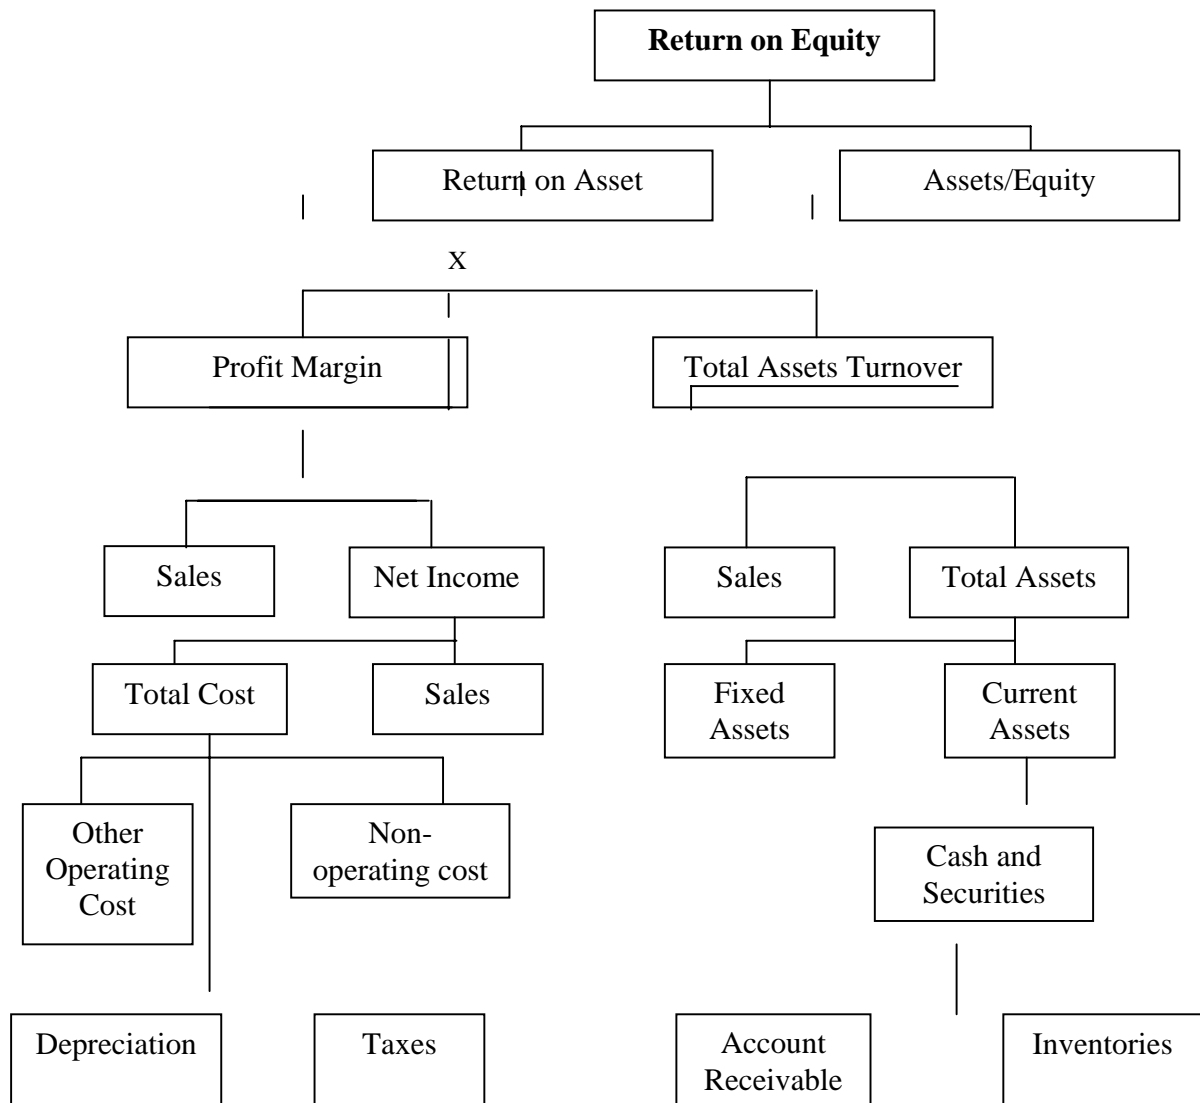 Return on Equity
Return on Asset
Assets/Equity
X
Profit Margin
Total Assets Turnover
Sales
Net Income
Sales
Total Assets
Total Cost
Sales
Fixed
Assets
Current
Assets
Other
Operating
Cost
Non-
operating cost
Cash and
Securities
Depreciation
Taxes
Account
Receivable
Inventories